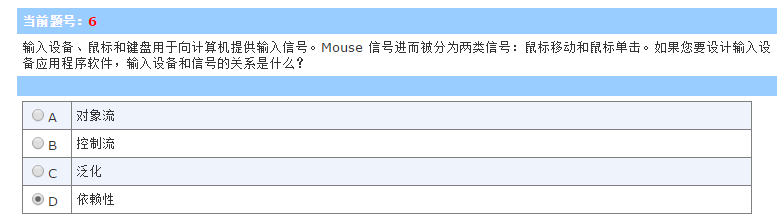 当前题号：6
输入设备、鼠标和键盘用于向计算机提供输入信号。Mouse 信号进而被分为两类信号：鼠标移动和鼠标单击。如果您要设计输入设
备应用程序软件，输入设备和信号的关系是什么？
A 对象流
B 控制流
C 泛化
D 依赖性